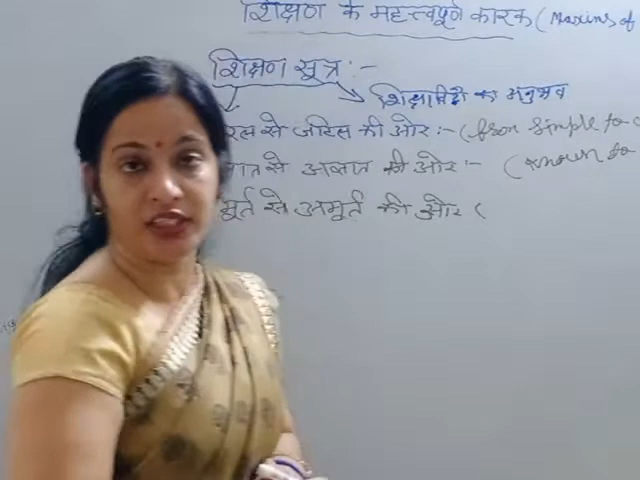 शिक्षण के महत्त्वपूर्ण कारक (Maxims of
शिक्षण सूत्र :-
शिक्षाविदों का अनुभव
से जटिल की ओर :- (from simple to
से अज्ञात की ओर :- (known to
मूर्त से अमूर्त की ओर (